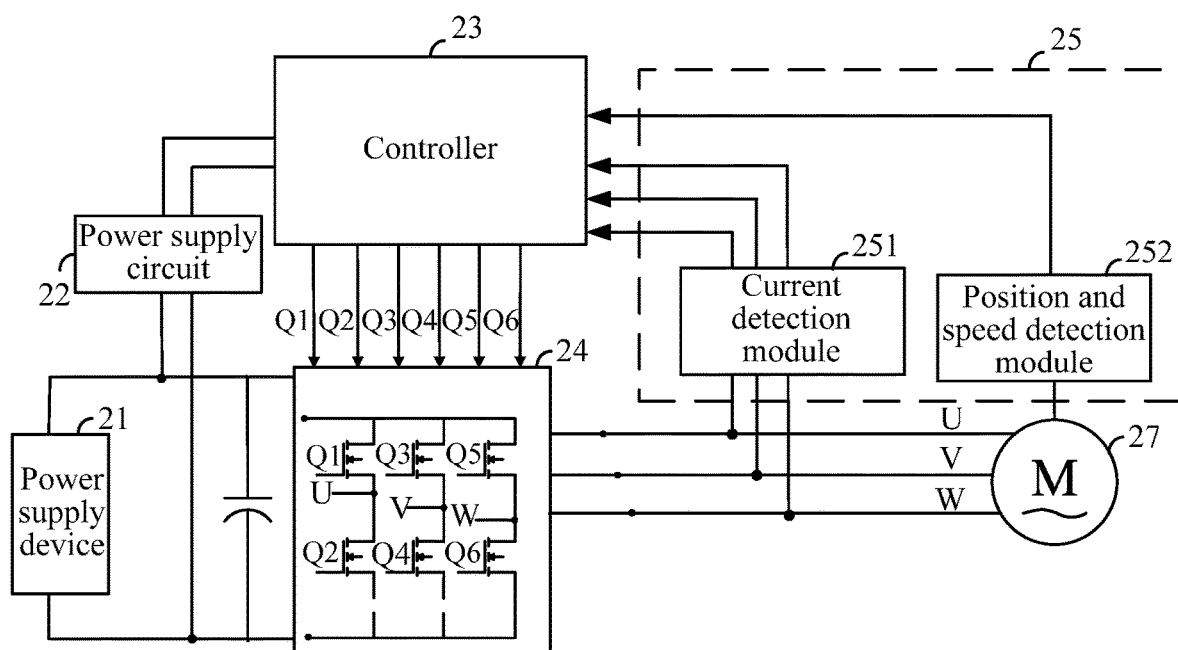 23
25
Controller
Power supply
circuit
22
251
Current
detection
module
252
Position and
speed detection
module
Q1 Q2 Q3 Q4 Q5 Q6
24
21
Power
supply
device
Q1 Q3 Q5
U
V
W
Q2 Q4 Q6
U
V
W
27
M